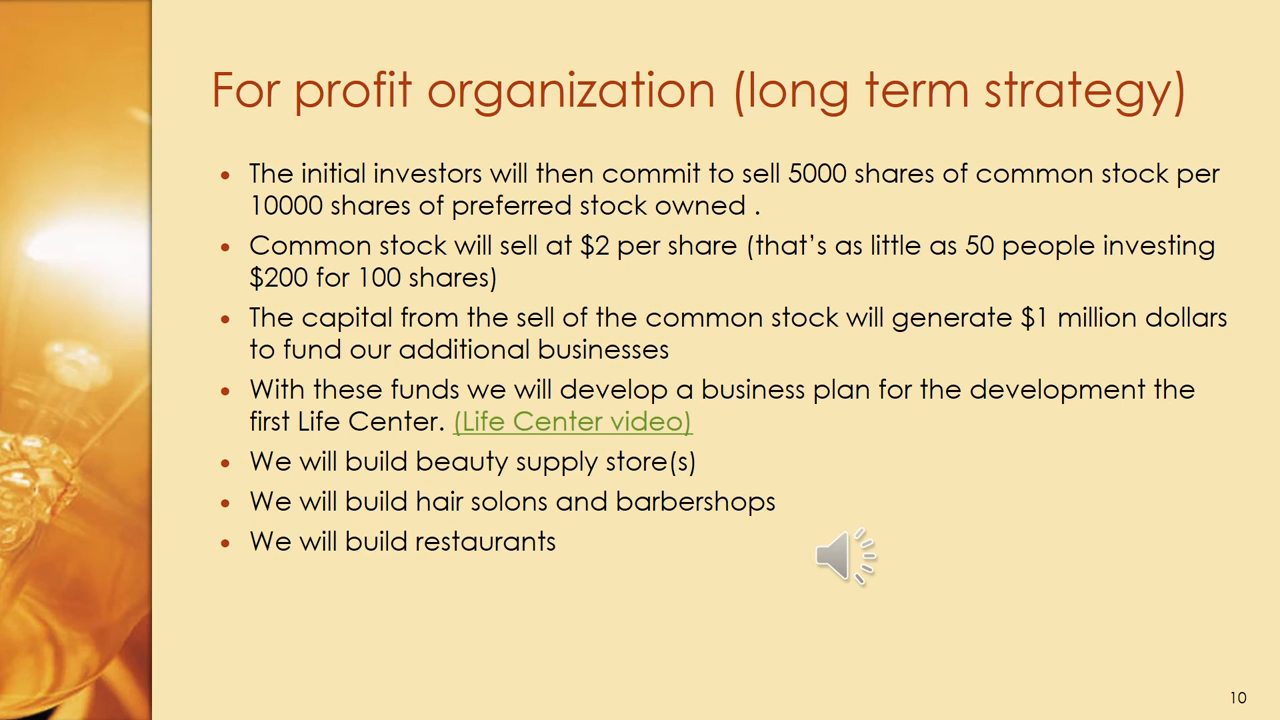 For profit organization (long term strategy)
The initial investors will then commit to sell 5000 shares of common stock per
10000 shares of preferred stock owned .
Common stock will sell at $2 per share (that’s as little as 50 people investing
$200 for 100 shares)
The capital from the sell of the common stock will generate $1 million dollars
to fund our additional businesses
With these funds we will develop a business plan for the development the
first Life Center. (Life Center video)
We will build beauty supply store(s)
We will build hair solons and barbershops
We will build restaurants
10